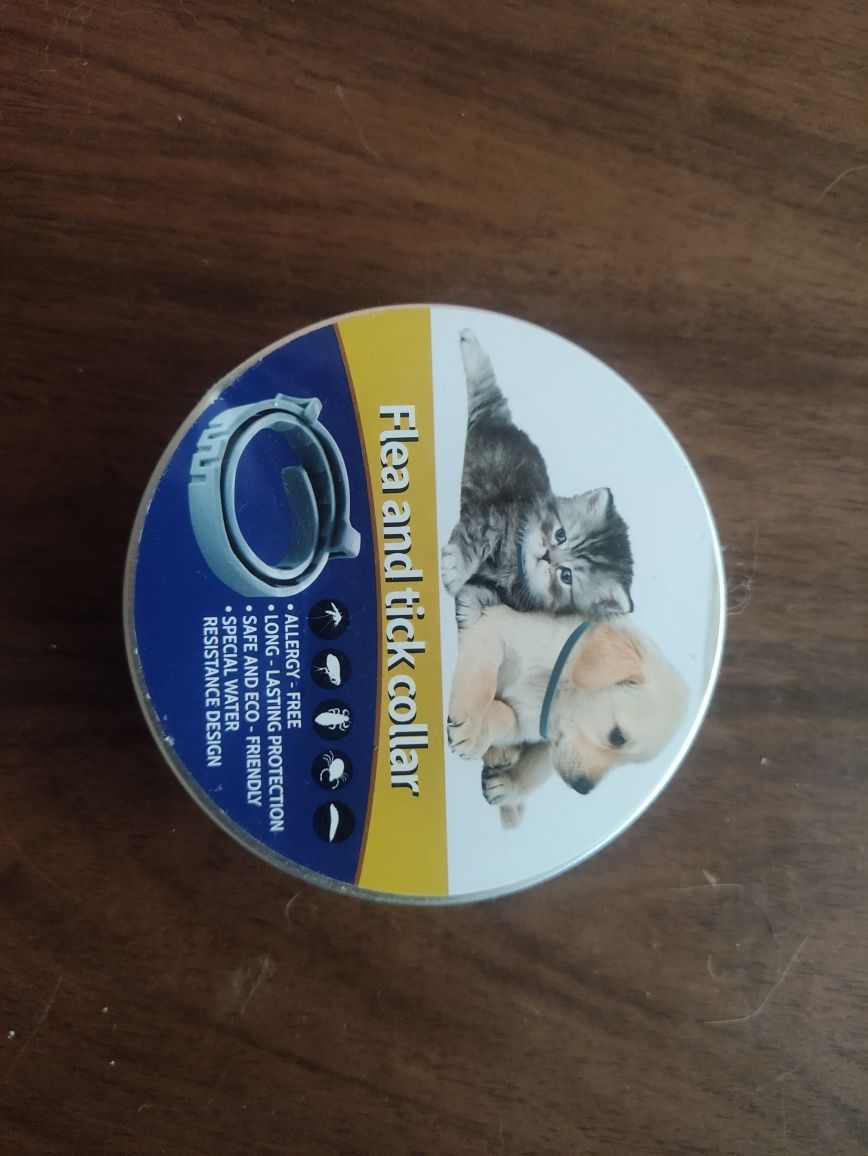 Flea and tick collar
• ALLERGY - FREE
• LONG - LASTING PROTECTION
• SAFE AND ECO - FRIENDLY
• SPECIAL WATER
RESISTANCE DESIGN